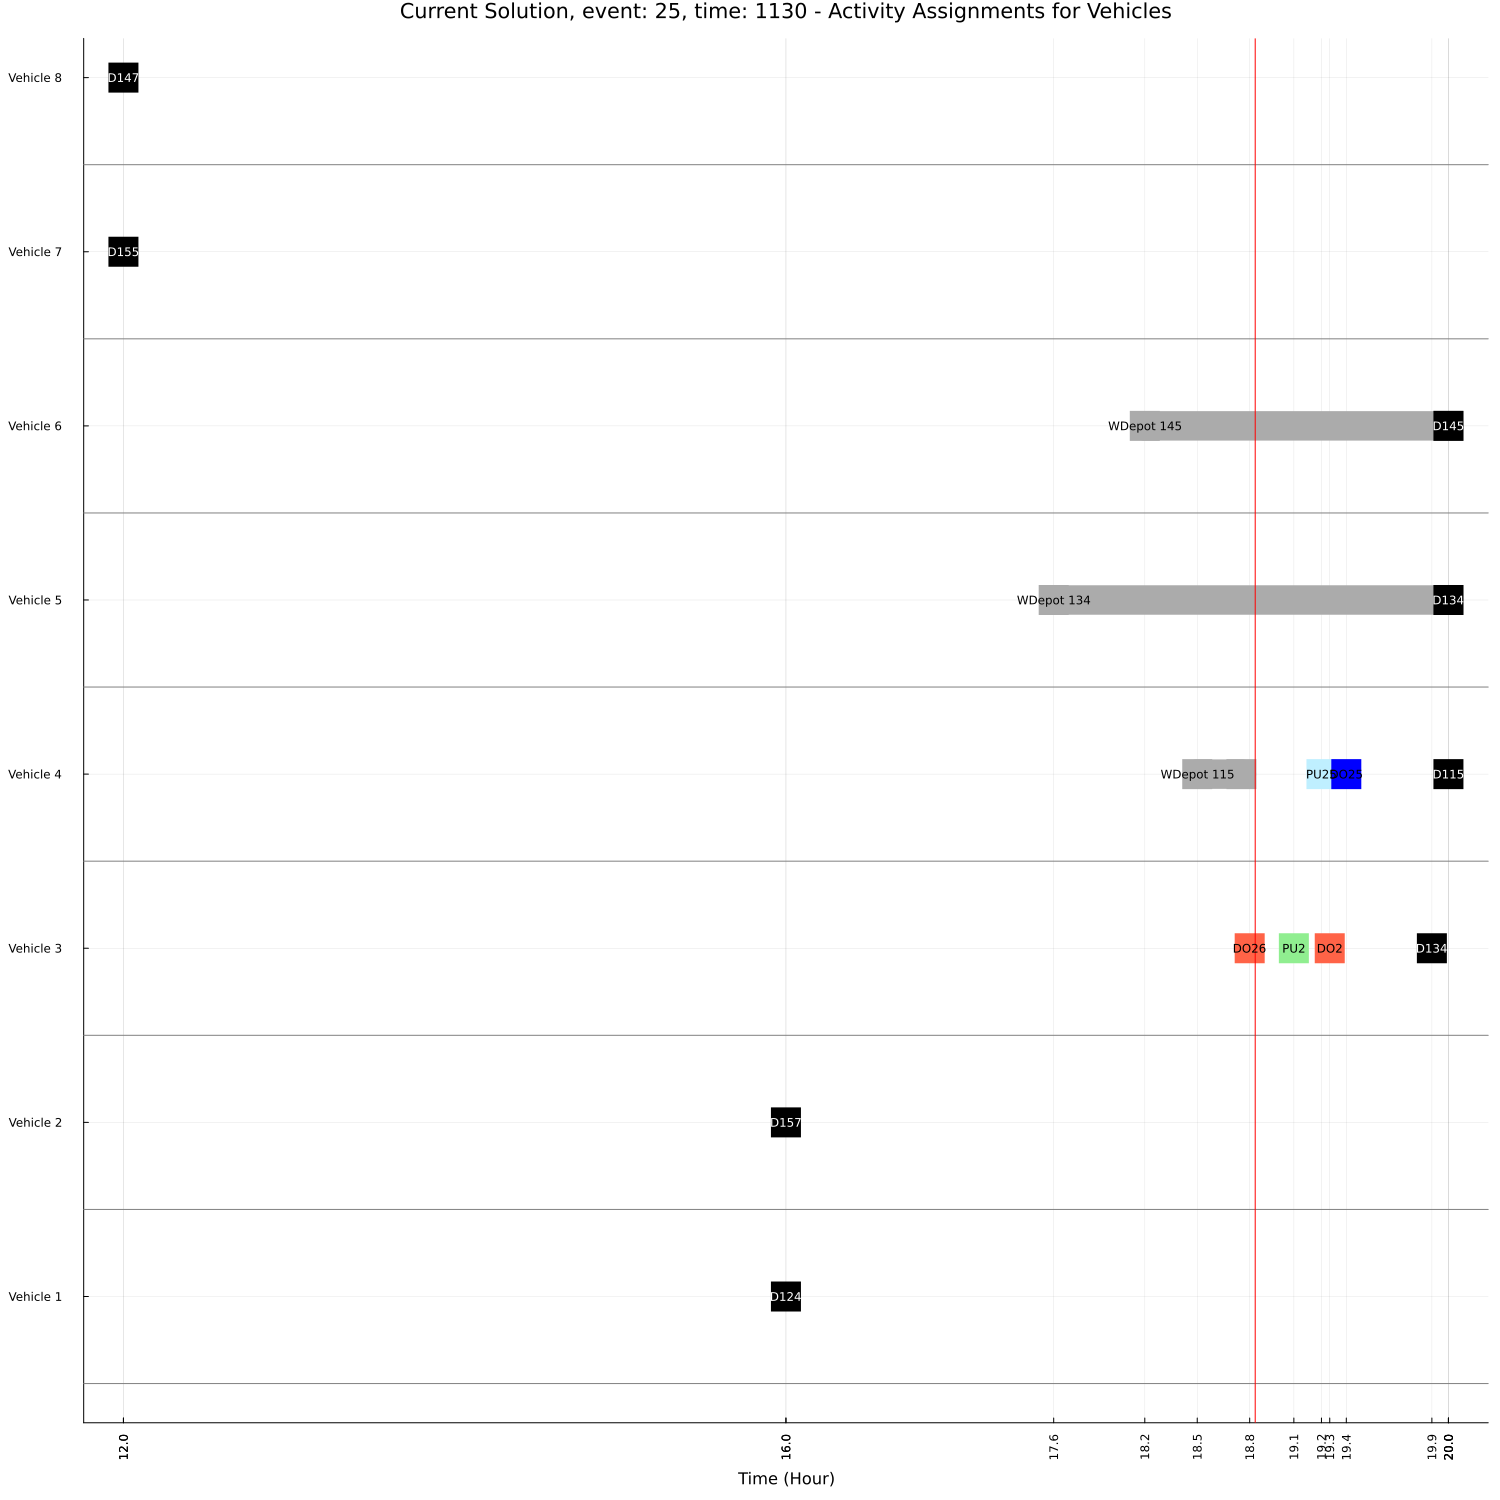 Current Solution, event: 25, time: 1130 - Activity Assignments for Vehicles
Vehicle 8
D147
Vehicle 7
D155
Vehicle 6
WDepot 145
D145
Vehicle 5
WDepot 134
D134
Vehicle 4
WDepot 115
PU25
DO25
D115
Vehicle 3
DO26
PU2
DO2
D134
Vehicle 2
D157
Vehicle 1
D124
12.0
16.0
17.6
18.2
18.5
18.8
19.1
19.2
19.3
19.4
19.9
20.0
Time (Hour)